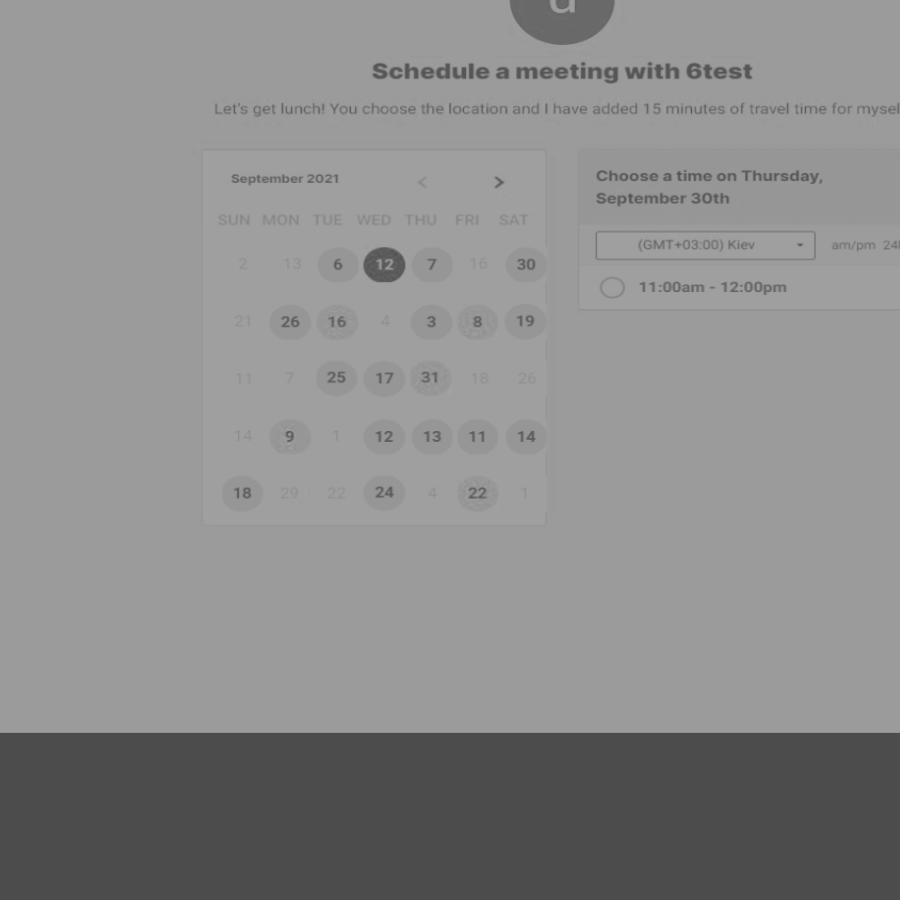 Schedule a meeting with 6test
Let's get lunch! You choose the location and I have added 15 minutes of travel time for
September 2021 < >
SUN MON TUE WED THU FRI SAT
2 13 6 12 7 16 30
21 26 16 4 3 8 19
11 7 25 17 31 18 26
14 9 1 12 13 11 14
18 29 22 24 4 22 1
Choose a time on Thursday,
September 30th
(GMT+03:00) Kiev am/pm
11:00am - 12:00pm